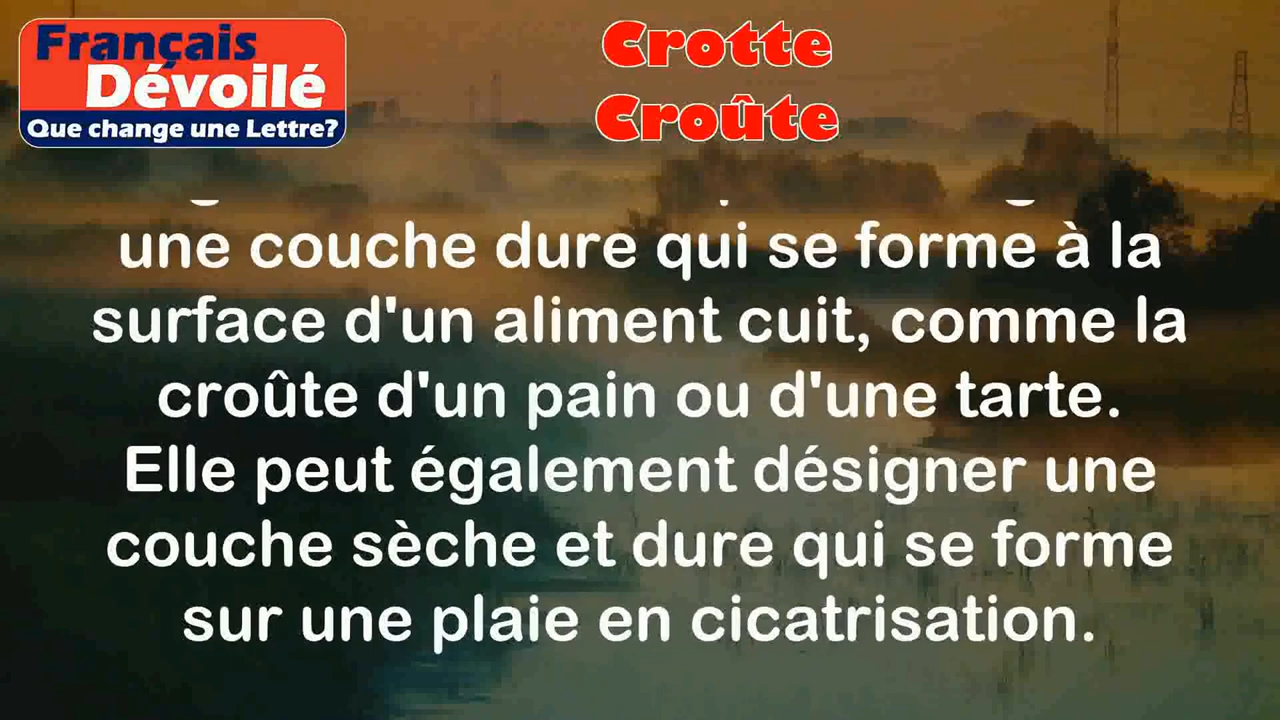 Français
Dévoilé
Que change une Lettre?
Crotte
Croûte
une couche dure qui se forme à la
surface d'un aliment cuit, comme la
croûte d'un pain ou d'une tarte.
Elle peut également désigner une
couche sèche et dure qui se forme
sur une plaie en cicatrisation.